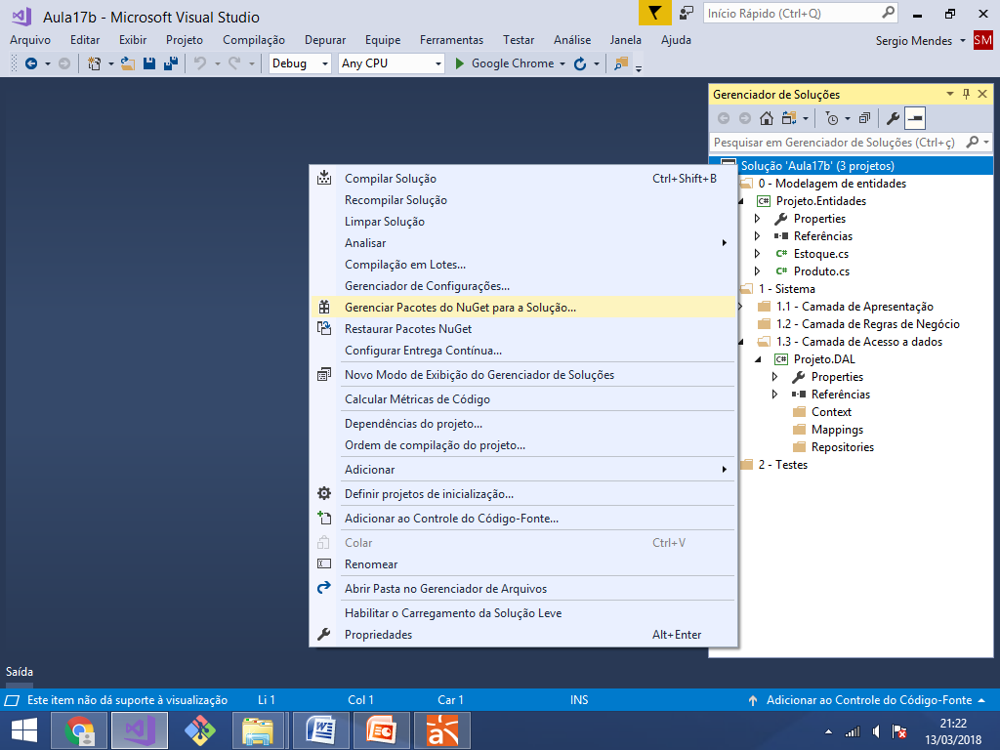 Aula17b - Microsoft Visual Studio
Início Rápido (Ctrl+Q)
Arquivo Editar Exibir Projeto Compilação Depurar Equipe Ferramentas Testar Análise Janela Ajuda
Sergio Mendes SM
Debug Any CPU Google Chrome
Gerenciador de Soluções
Pesquisar em Gerenciador de Soluções (Ctrl+ç)
Solução 'Aula17b' (3 projetos)
0 - Modelagem de entidades
C# Projeto.Entidades
Properties
Referências
C# Estoque.cs
C# Produto.cs
1 - Sistema
1.1 - Camada de Apresentação
1.2 - Camada de Regras de Negócio
1.3 - Camada de Acesso a dados
C# Projeto.DAL
Properties
Referências
Context
Mappings
Repositories
2 - Testes
Compilar Solução Ctrl+Shift+B
Recompilar Solução
Limpar Solução
Analisar
Compilação em Lotes...
Gerenciador de Configurações...
Gerenciar Pacotes do NuGet para a Solução...
Restaurar Pacotes NuGet
Configurar Entrega Contínua...
Novo Modo de Exibição do Gerenciador de Soluções
Calcular Métricas de Código
Dependências do projeto...
Ordem de compilação do projeto...
Adicionar
Definir projetos de inicialização...
Adicionar ao Controle do Código-Fonte...
Colar Ctrl+V
Renomear
Abrir Pasta no Gerenciador de Arquivos
Habilitar o Carregamento da Solução Leve
Propriedades Alt+Enter
Saída
Este item não dá suporte à visualização Li 1 Col 1 Car 1 INS Adicionar ao Controle do Código-Fonte
21:22
13/03/2018